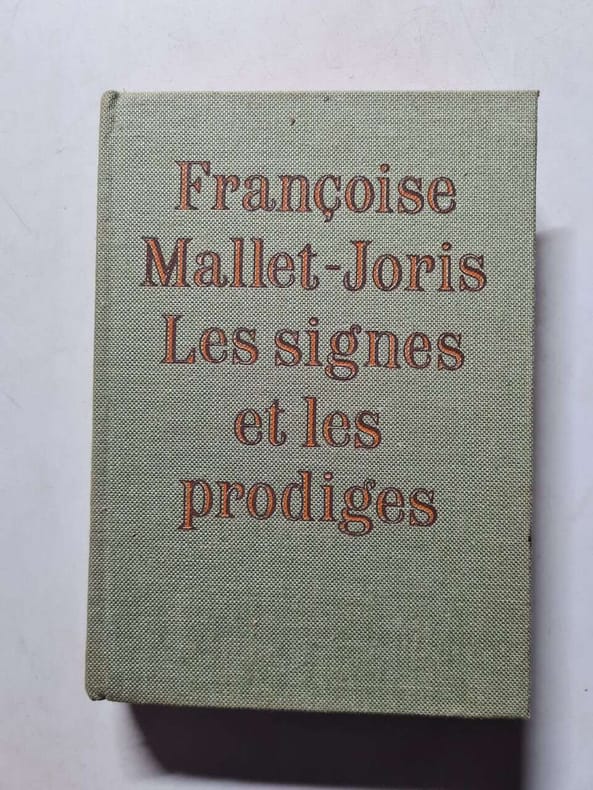 Françoise
Mallet-Joris
Les signes
et les
prodiges